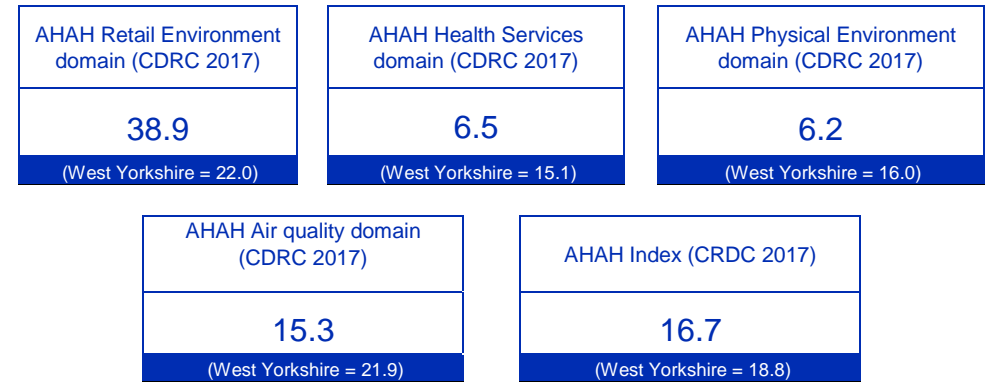 AHAH Retail Environment
domain (CDRC 2017)
38.9
(West Yorkshire = 22.0)
AHAH Health Services
domain (CDRC 2017)
6.5
(West Yorkshire = 15.1)
AHAH Physical Environment
domain (CDRC 2017)
6.2
(West Yorkshire = 16.0)
AHAH Air quality domain
(CDRC 2017)
15.3
(West Yorkshire = 21.9)
AHAH Index (CRDC 2017)
16.7
(West Yorkshire = 18.8)